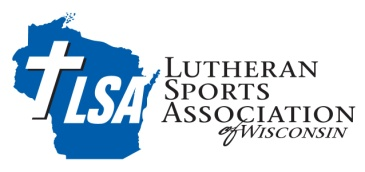 LSA
LUTHERAN
SPORTS
ASSOCIATION
of WISCONSIN